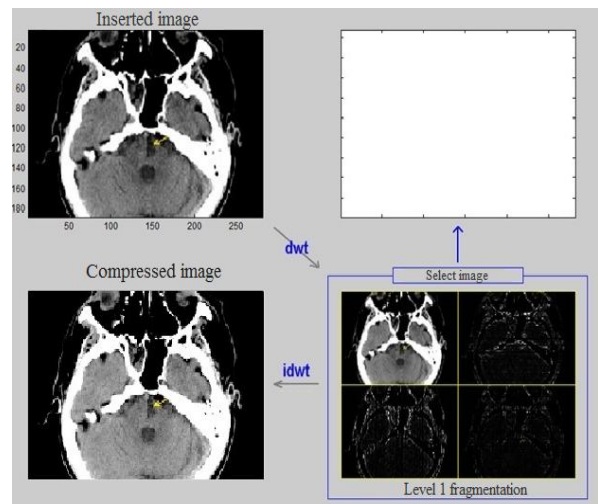 Inserted image
20
40
60
80
100
120
140
160
180
50 100 150 200 250
dwt
Compressed image
Select image
idwt
Level 1 fragmentation